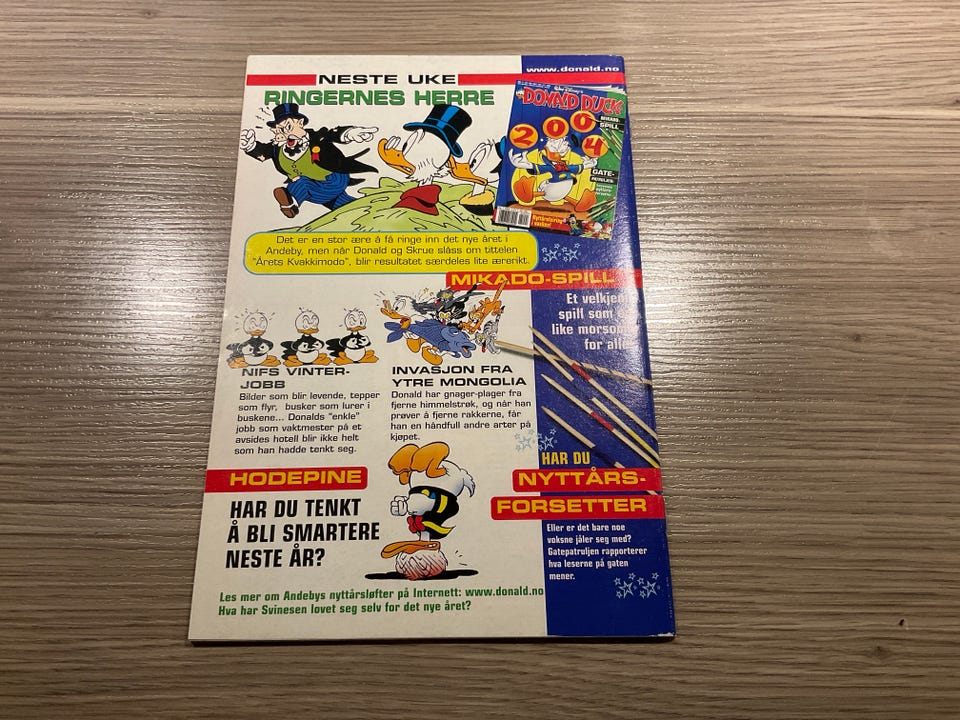 www.donald.no
NESTE UKE
RINGERNES HERRE
DONALD DUCK
MIKADO-
SPILL
2004
GATE-
Det er en stor ære å få ringe inn det nye året i
Andeby, men når Donald og Skrue slåss om tittelen
"Årets Kvakkimodo", blir resultatet særdeles lite ærerikt.
MIKADO-SPILL
Et velkjen
spill som e
like morso
for all
NIFS VINTER-
JOBB
Bilder som blir levende, tepper
som flyr, busker som lurer i
buskene... Donalds "enkle"
jobb som vaktmester på et
avsides hotell blir ikke helt
som han hadde tenkt seg.
INVASJON FRA
YTRE MONGOLIA
Donald har gnager-plager fra
fjerne himmelstrøk, og når han
prøver å fjerne rakkerne, får
han en håndfull andre arter på
kjøpet.
HODEPINE
HAR DU TENKT
Å BLI SMARTERE
NESTE ÅR?
HAR DU
NYTTÅRS-
FORSETTER
Eller er det bare noe
voksne jåler seg med?
Gatepatruljen rapporterer
hva leserne på gaten
mener.
Les mer om Andebys nyttårsløfter på Internett: www.donald.no
Hva har Svinesen lovet seg selv for det nye året?